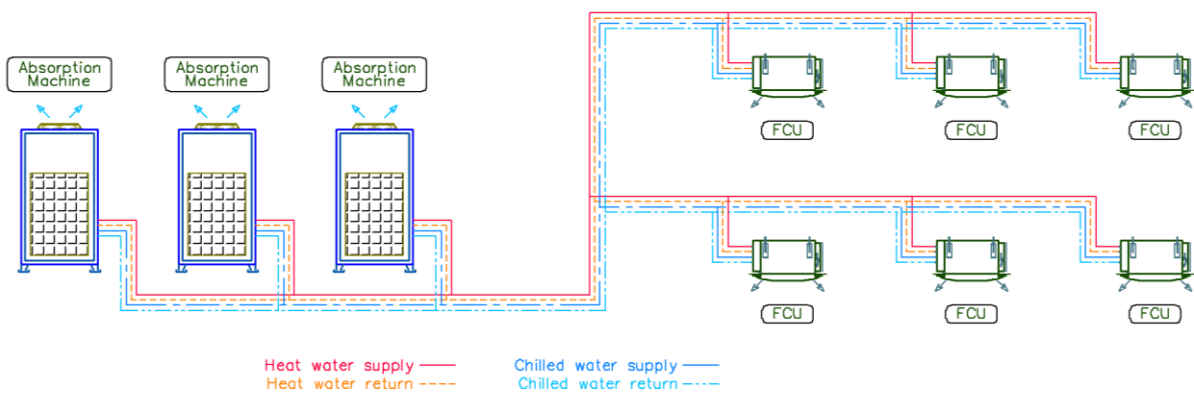 Absorption
Machine
Absorption
Machine
Absorption
Machine
FCU
FCU
FCU
FCU
FCU
FCU
Heat water supply
Chilled water supply
Heat water return
Chilled water return